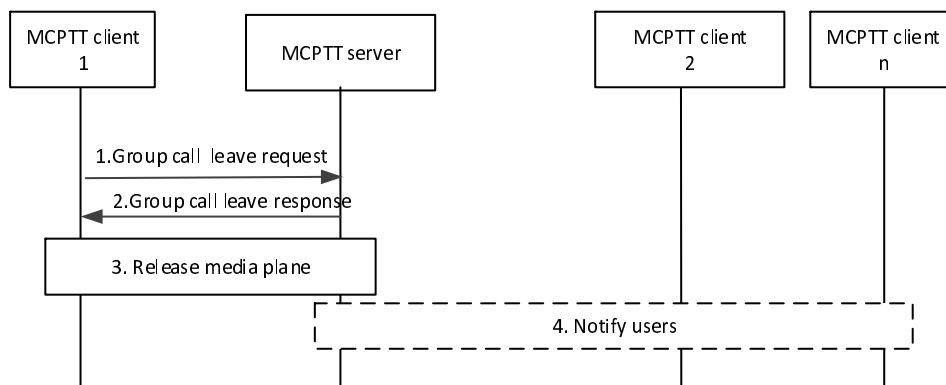 MCPTT client
1
MCPTT server
MCPTT client
2
MCPTT client
n
1.Group call leave request
2.Group call leave response
3. Release media plane
4. Notify users